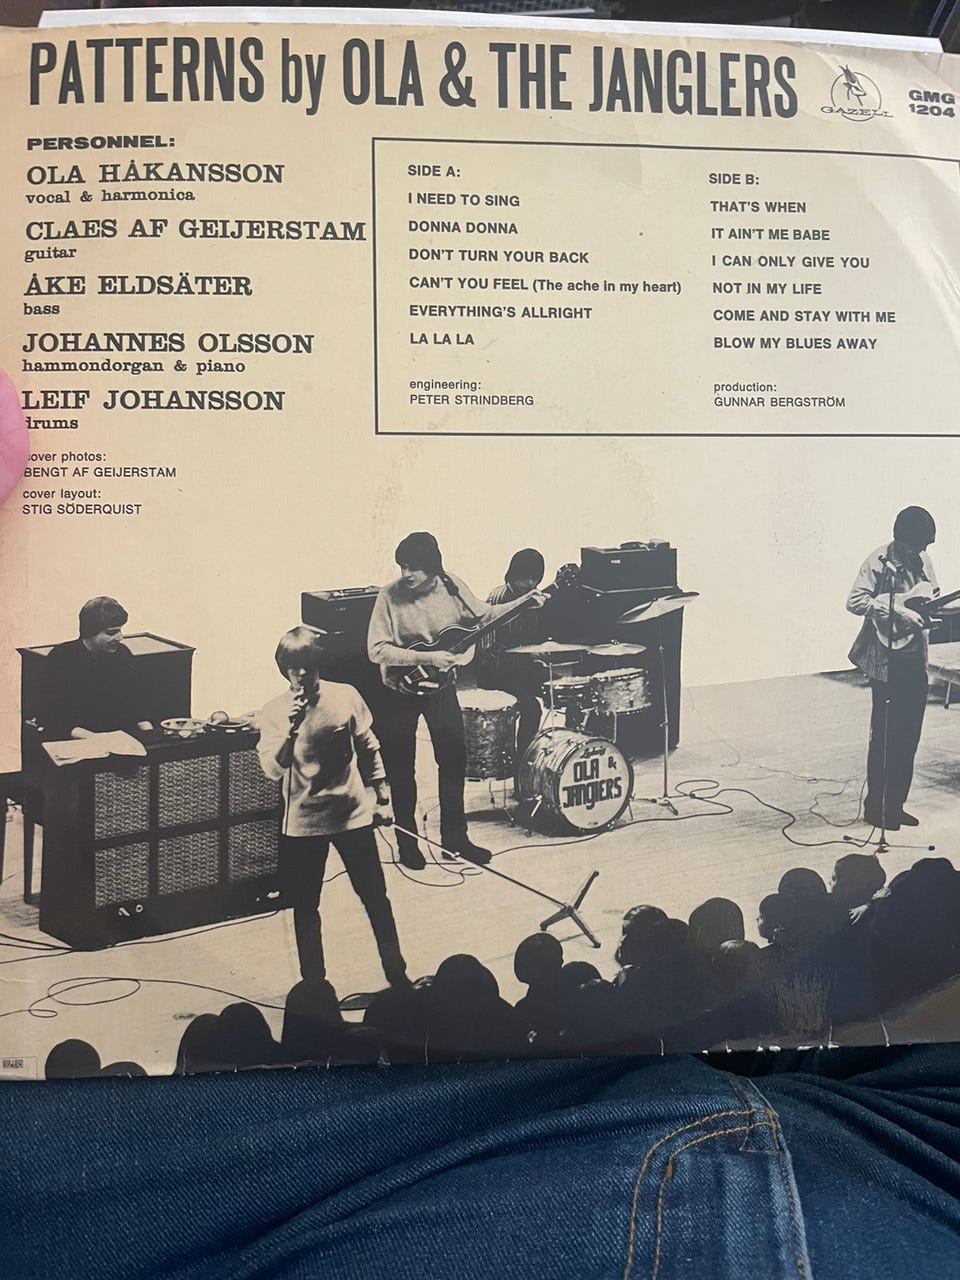 PATTERNS by OLA & THE JANGLERS
GAZELL
GMG
1204
PERSONNEL:
OLA HÅKANSSON
vocal & harmonica
CLAES AF GEIJERSTAM
guitar
ÅKE ELDSÄTER
bass
JOHANNES OLSSON
hammondorgan & piano
LEIF JOHANSSON
drums
cover photos:
BENGT AF GEIJERSTAM
cover layout:
STIG SÖDERQUIST
SIDE A:
I NEED TO SING
DONNA DONNA
DON'T TURN YOUR BACK
CAN'T YOU FEEL (The ache in my heart)
EVERYTHING'S ALLRIGHT
LA LA LA
engineering:
PETER STRINDBERG
SIDE B:
THAT'S WHEN
IT AIN'T ME BABE
I CAN ONLY GIVE YOU
NOT IN MY LIFE
COME AND STAY WITH ME
BLOW MY BLUES AWAY
production:
GUNNAR BERGSTRÖM
Ludwig
OLA &
JANGLERS